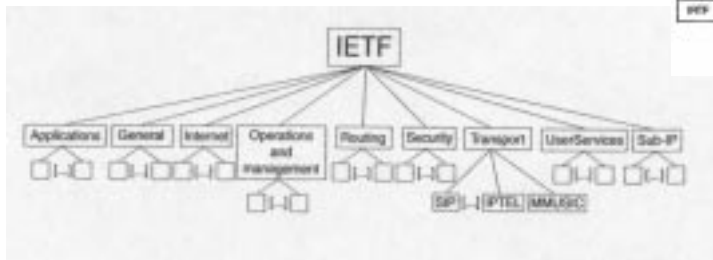 IETF
Applications
General
Internet
Operations
and
management
Routing
Security
Transport
UserServices
Sub-IP
[...]
[...]
[...]
[...]
[...]
[...]
[...]
[...]
SIP
[...]
IPTEL
MMUSIC